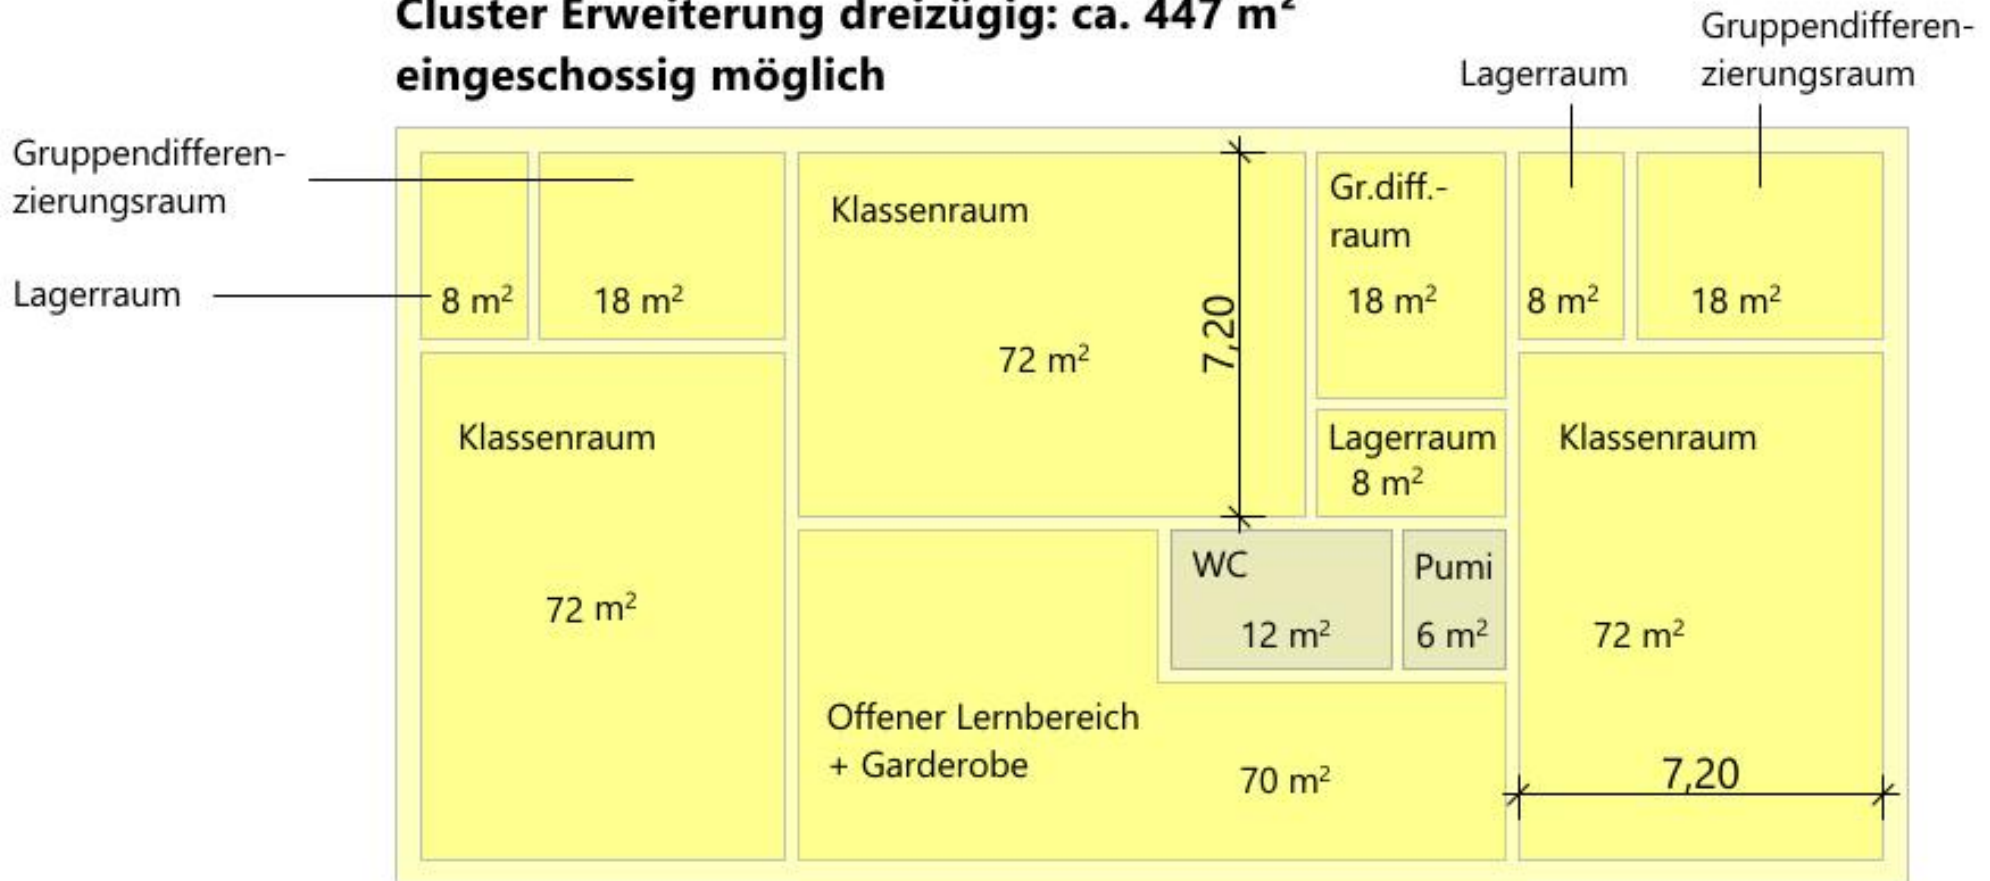 Cluster Erweiterung dreizügig: ca. 447 m²
eingeschossig möglich
Gruppendifferen-
zierungsraum
Lagerraum
Gruppendifferen-
zierungsraum
Lagerraum
8 m²
18 m²
Klassenraum
72 m²
7,20
Gr.diff.-
raum
18 m²
8 m²
18 m²
Lagerraum
8 m²
Klassenraum
72 m²
Klassenraum
72 m²
7,20
WC
12 m²
Pumi
6 m²
Offener Lernbereich
+ Garderobe
70 m²